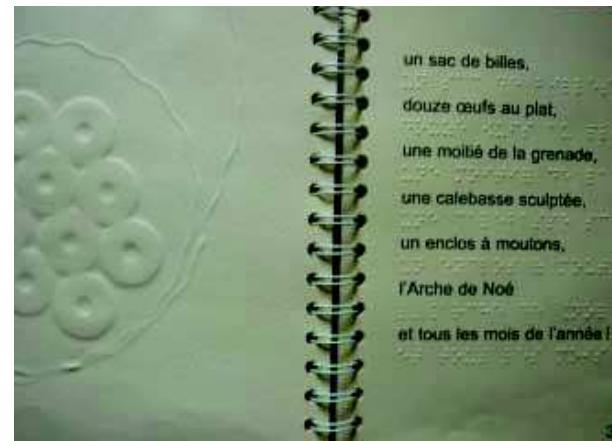 un sac de billes,
douze œufs au plat,
une moitié de la grenade,
une calebasse sculptée,
un enclos à moutons,
l'Arche de Noé
et tous les mois de l'année !